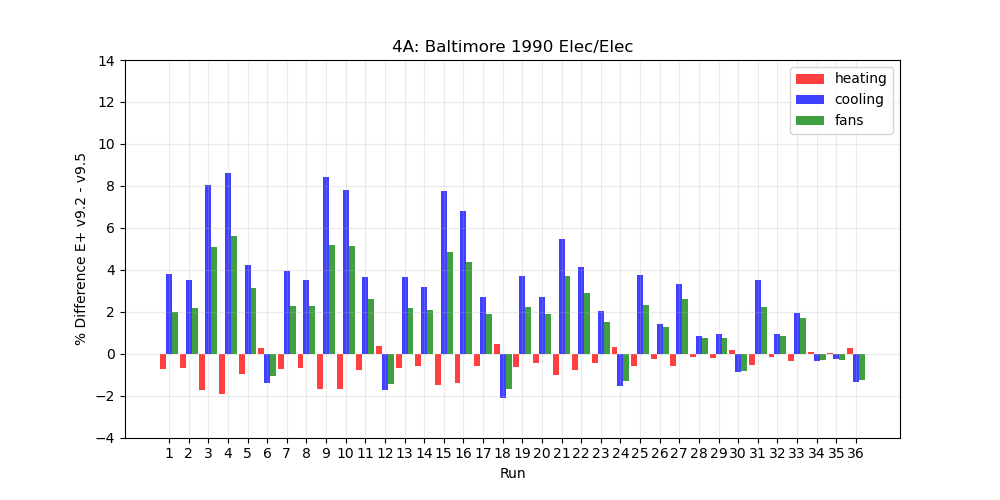 4A: Baltimore 1990 Elec/Elec
14
12
10
8
6
4
2
0
−2
−4
% Difference E+ v9.2 - v9.5
heating
cooling
fans
1 2 3 4 5 6 7 8 9 10 11 12 13 14 15 16 17 18 19 20 21 22 23 24 25 26 27 28 29 30 31 32 33 34 35 36
Run